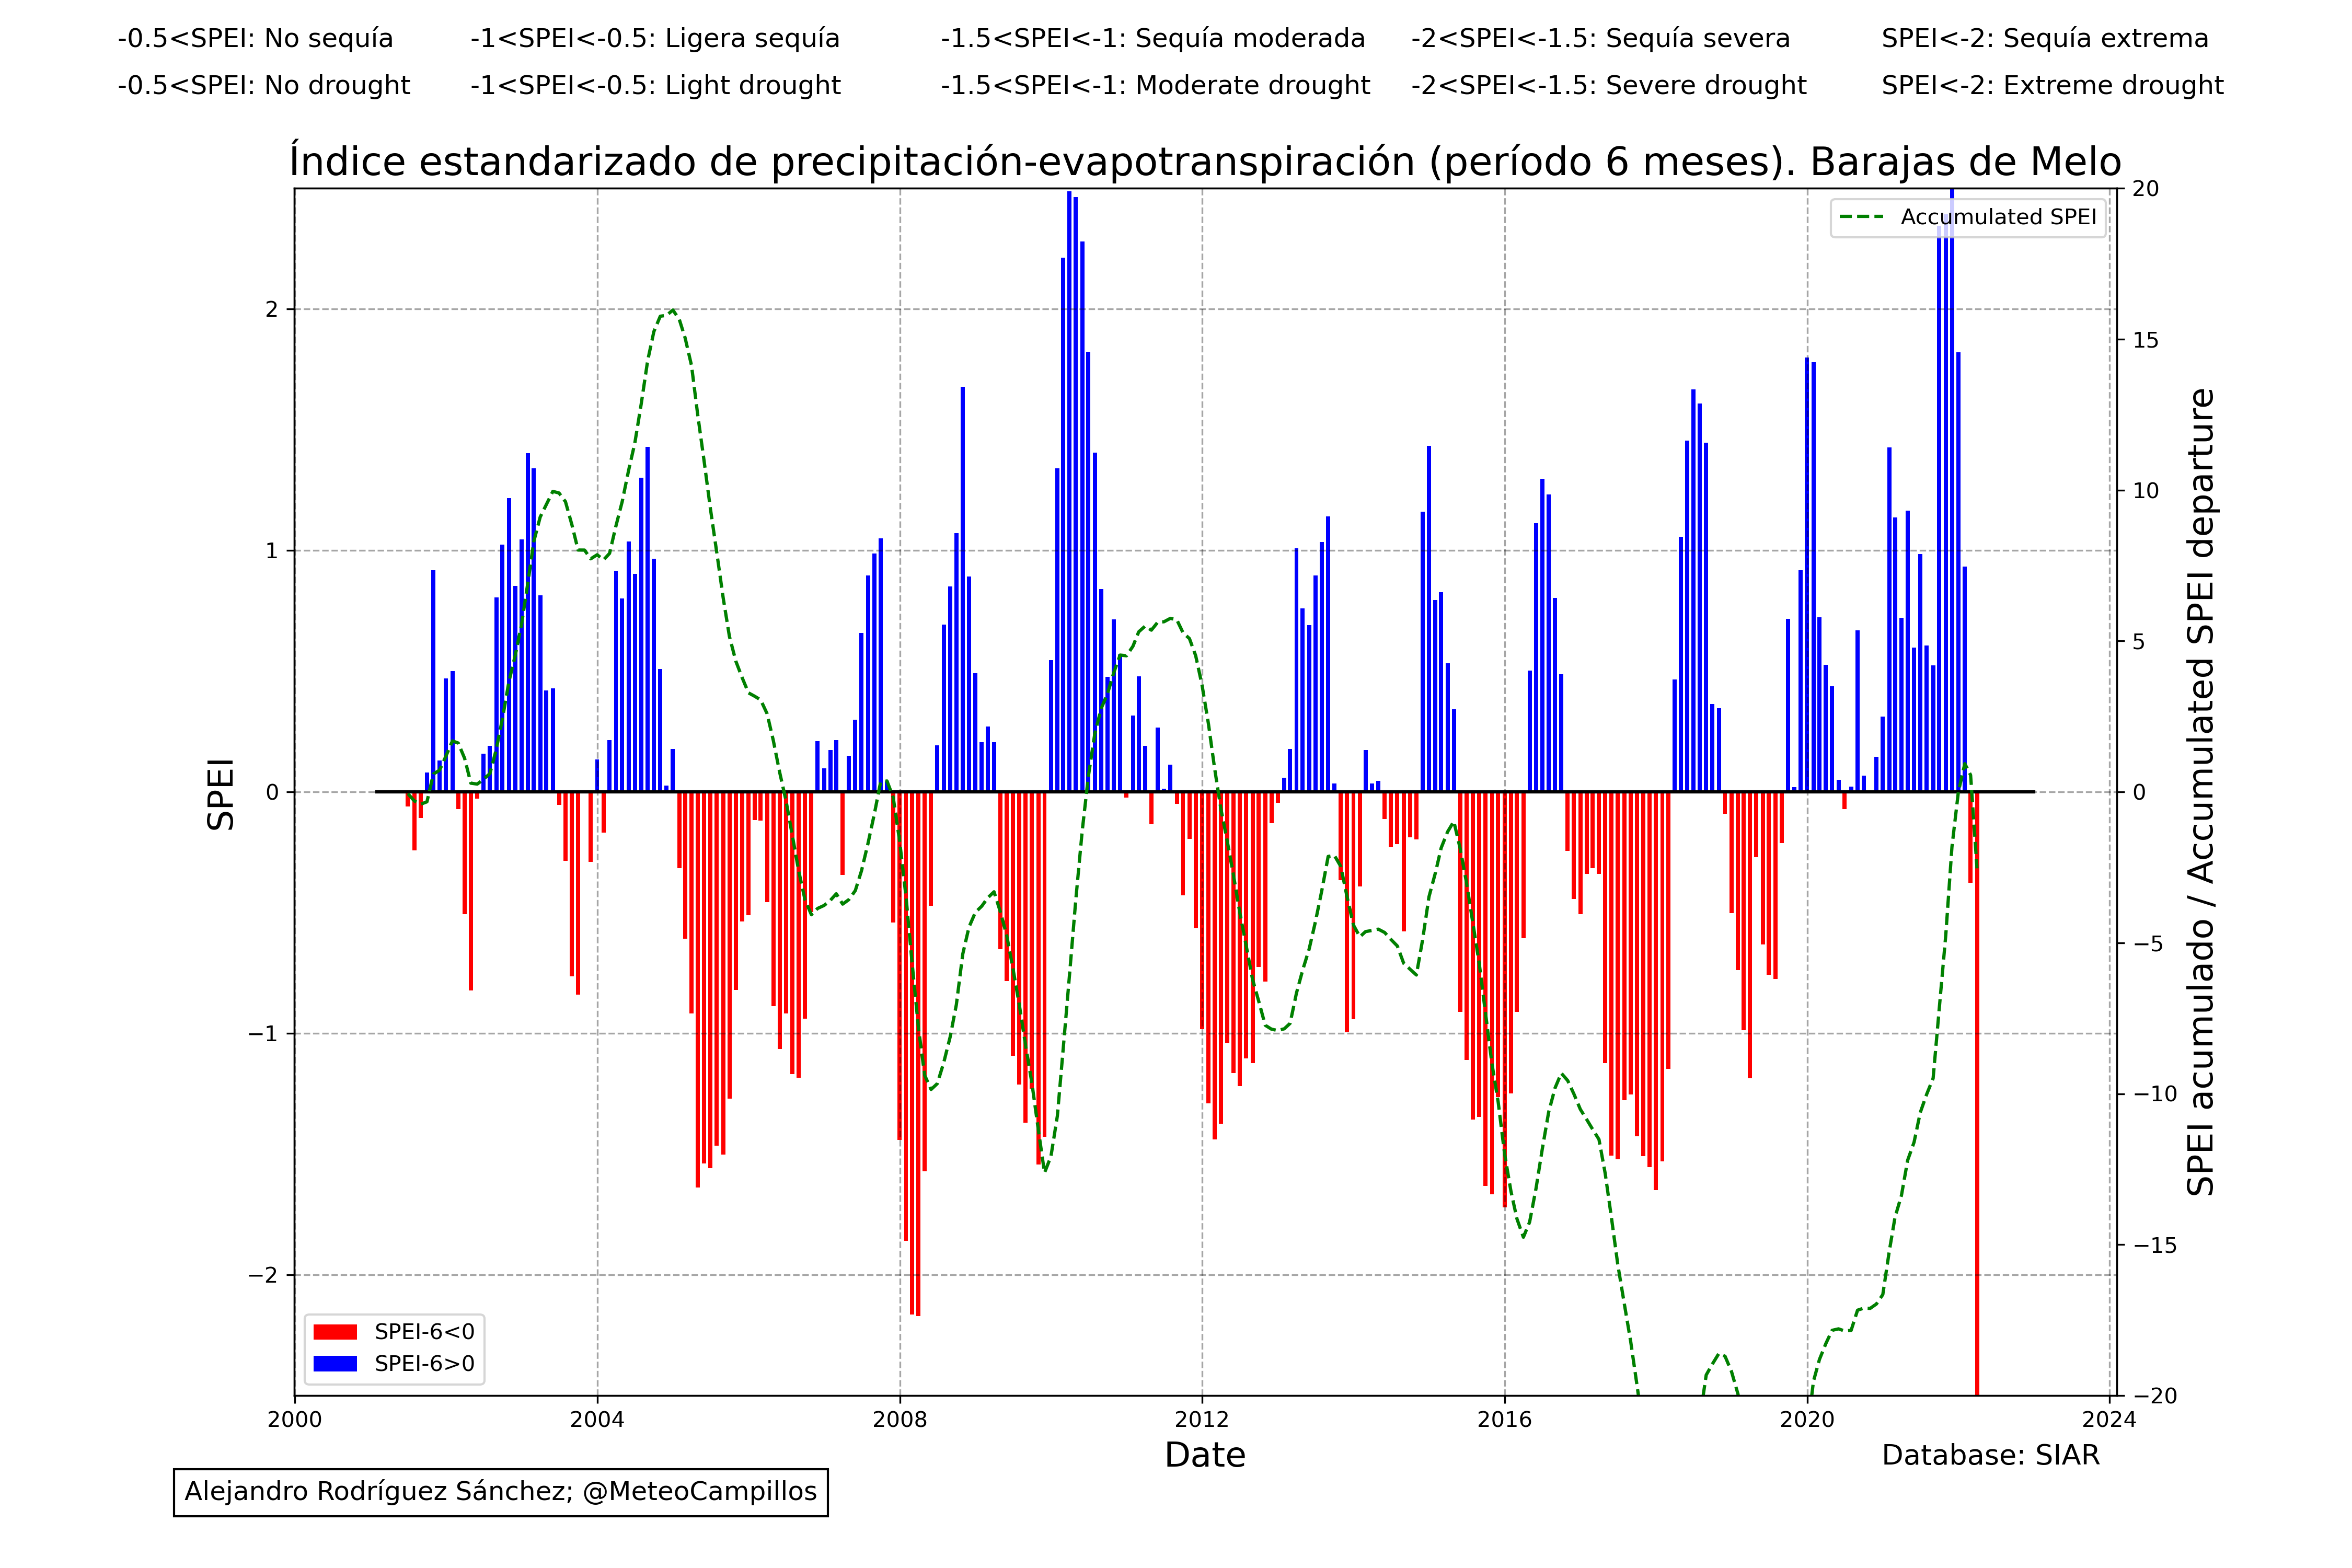 -0.5<SPEI: No sequía -1<SPEI<-0.5: Ligera sequía -1.5<SPEI<-1: Sequía moderada -2<SPEI<-1.5: Sequía severa SPEI<-2: Sequía extrema
-0.5<SPEI: No drought -1<SPEI<-0.5: Light drought -1.5<SPEI<-1: Moderate drought -2<SPEI<-1.5: Severe drought SPEI<-2: Extreme drought
Índice estandarizado de precipitación-evapotranspiración (período 6 meses). Barajas de Melo
Accumulated SPEI
SPEI
2
1
0
−1
−2
20
15
10
5
0
−5
−10
−15
−20
SPEI acumulado / Accumulated SPEI departure
SPEI-6<0
SPEI-6>0
2000 2004 2008 2012 2016 2020 2024
Date
Database: SIAR
Alejandro Rodríguez Sánchez; @MeteoCampillos